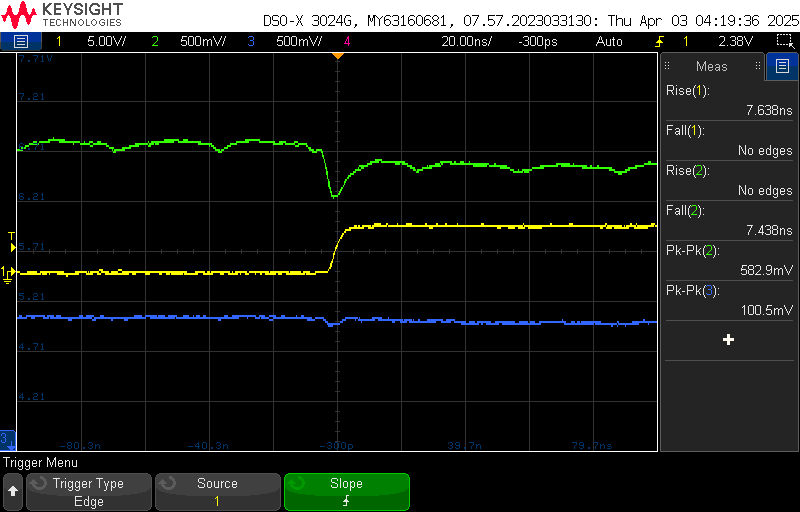 KEYSIGHT
TECHNOLOGIES
DSO-X 3024G, MY63160681, 07.57.2023033130: Thu Apr 03 04:19:36 2025
1 5.00V/ 2 500mV/ 3 500mV/ 4 20.00ns/ -300ps Auto 1 2.38V
7.71V
7.21
6.21
5.71
5.21
4.71
4.21
-80.3ns -40.3n -300p 39.7n 79.7ns
T
1
3
Meas
Rise(1):
7.638ns
Fall(1):
No edges
Rise(2):
No edges
Fall(2):
7.438ns
Pk-Pk(2):
582.9mV
Pk-Pk(3):
100.5mV
Trigger Menu
Trigger Type
Edge
Source
1
Slope